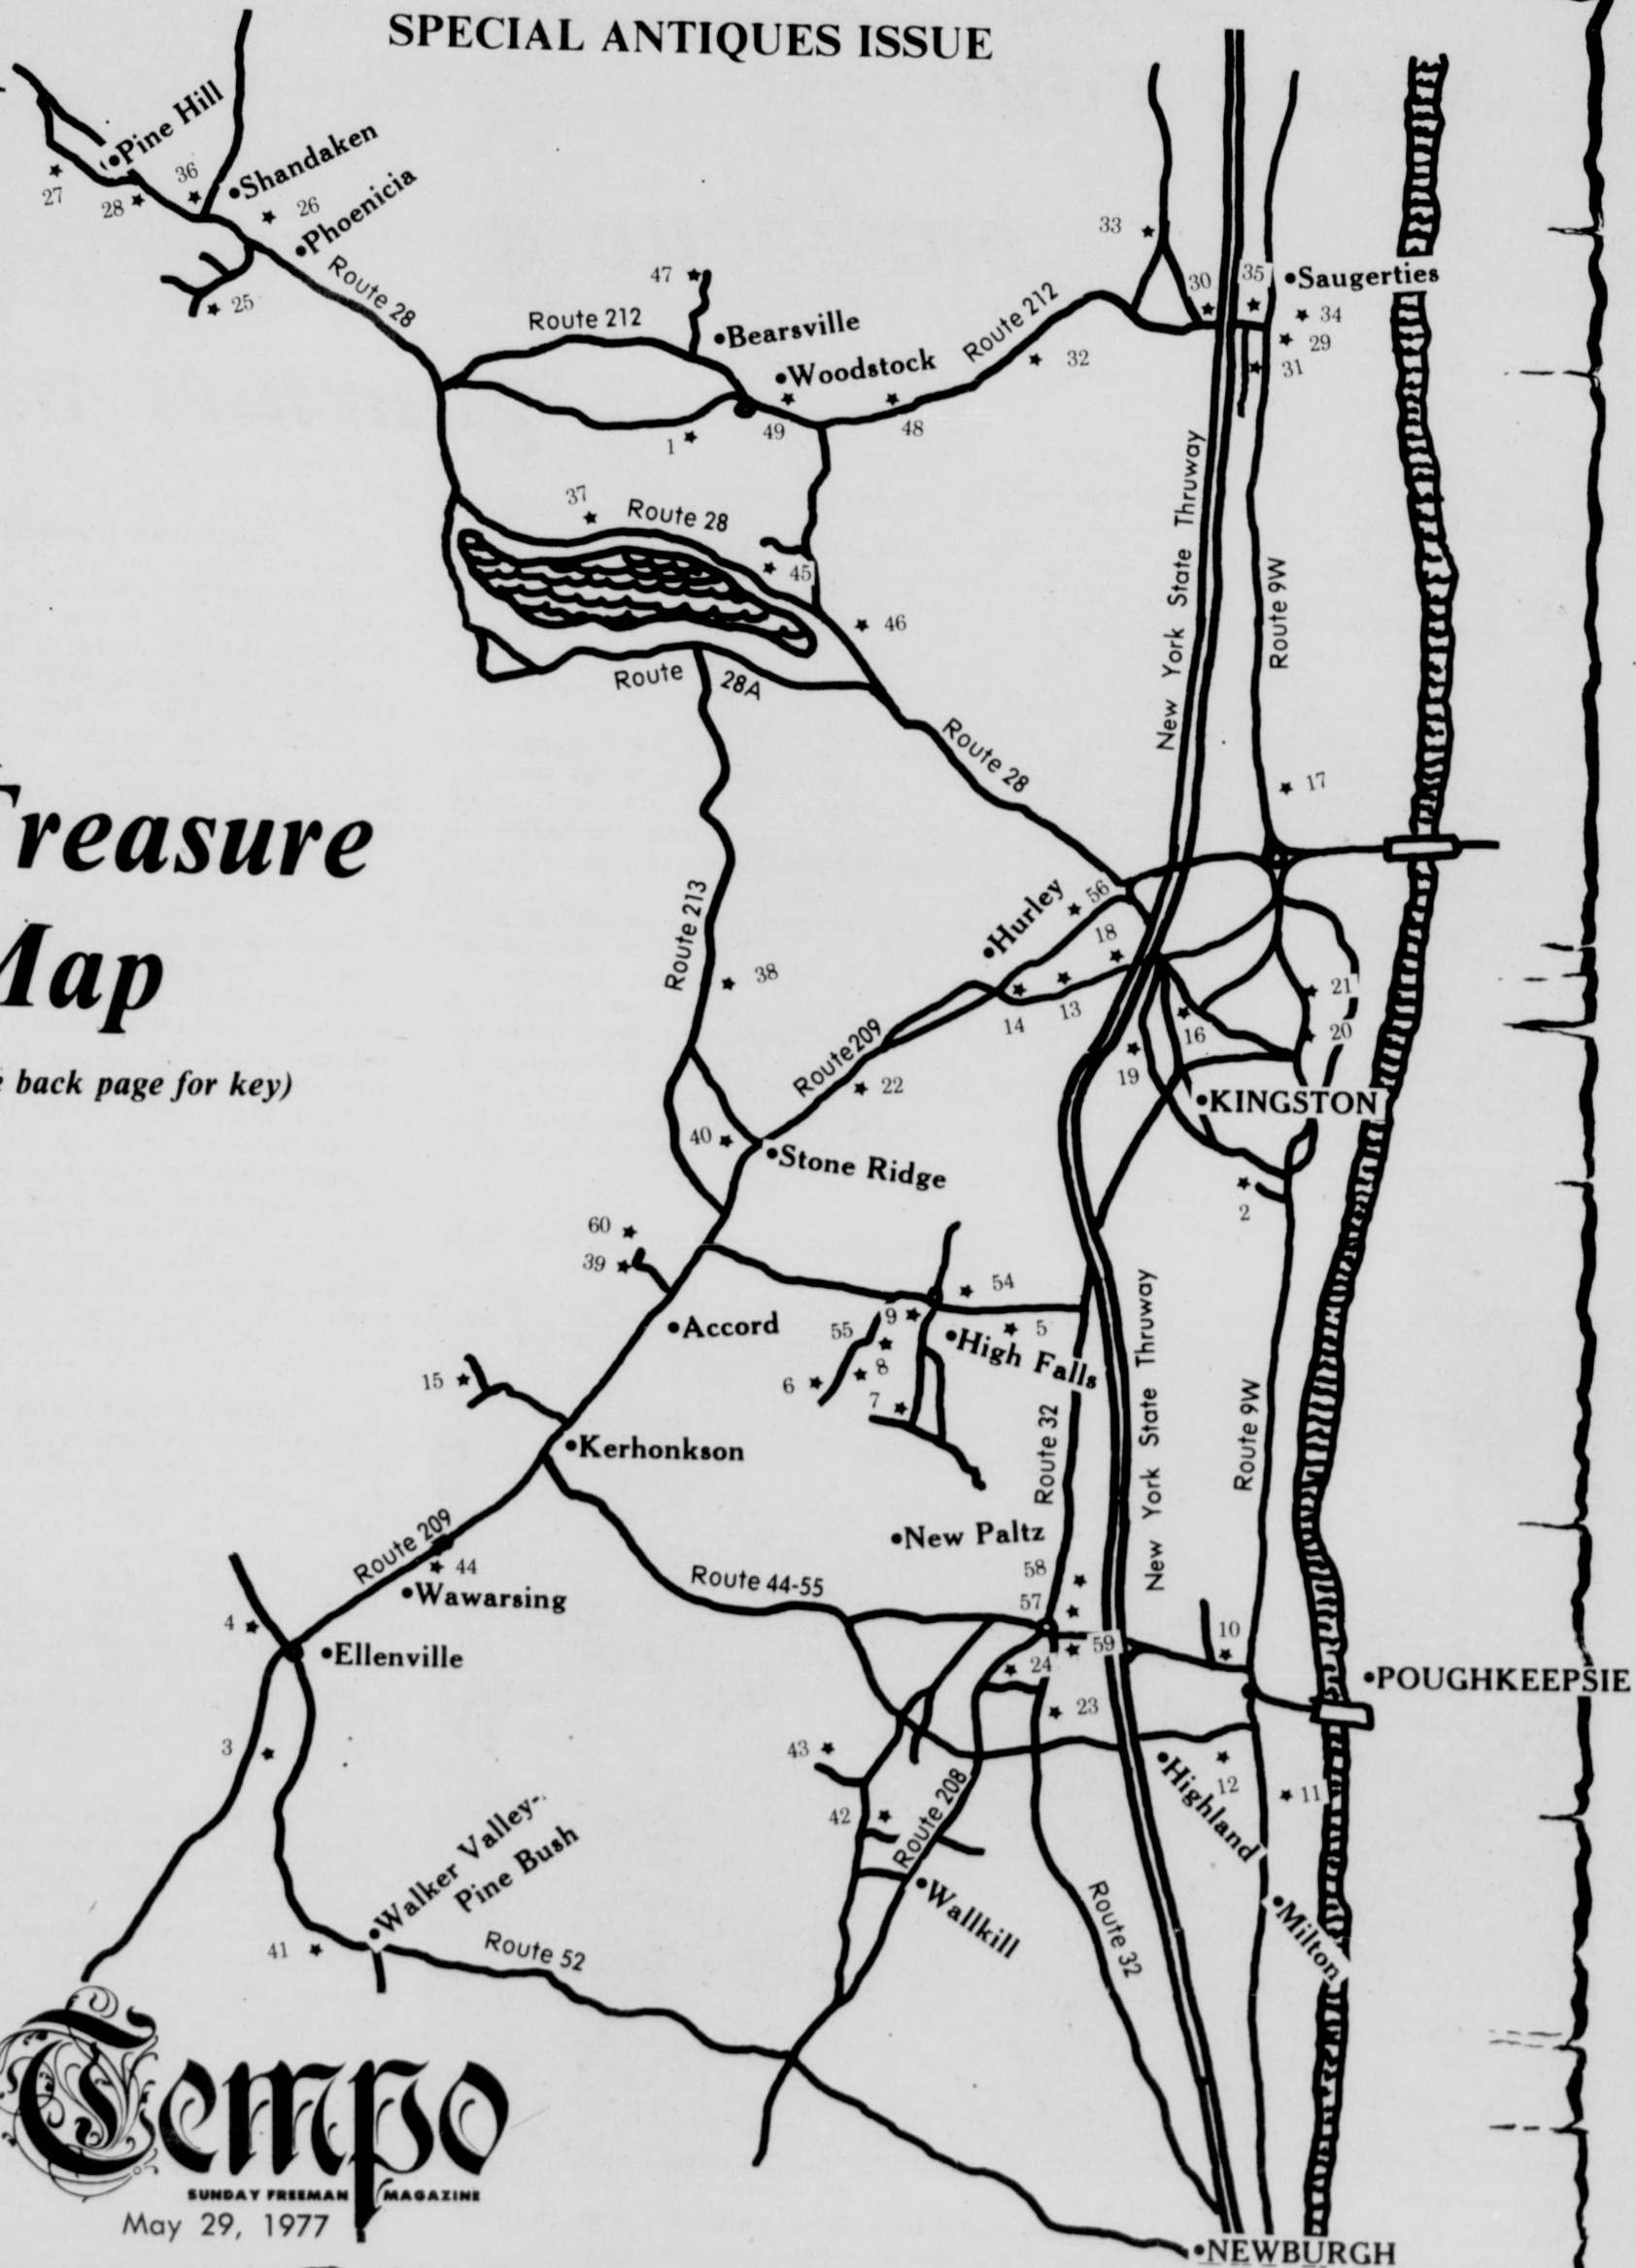 SPECIAL ANTIQUES ISSUE
Pine Hill
36
Shandaken
27
28
26
Phoenicia
25
Route 28
33
47
30
35
Saugerties
34
29
31
Route 212
Bearsville
Route 212
32
Woodstock
1
49
48
37
Route 28
45
46
New York State Thruway
Route 9W
Route 28A
Route 28
17
reasure
ap
back page for key)
Hurley
56
18
Route 213
38
14
13
21
16
20
Route 209
22
19
KINGSTON
40
Stone Ridge
2
60
39
54
Accord
55
9
5
High Falls
8
6
7
15
Kerhonkson
Route 32
New York State Thruway
Route 9W
New Paltz
Route 209
44
Wawarsing
Route 44-55
58
57
4
Ellenville
59
10
24
POUGHKEEPSIE
23
3
43
Highland
12
11
42
Route 208
Walker Valley-
Pine Bush
Wallkill
Milton
41
Route 52
Route 32
Tempo
SUNDAY FREEMAN MAGAZINE
May 29, 1977
NEWBURGH